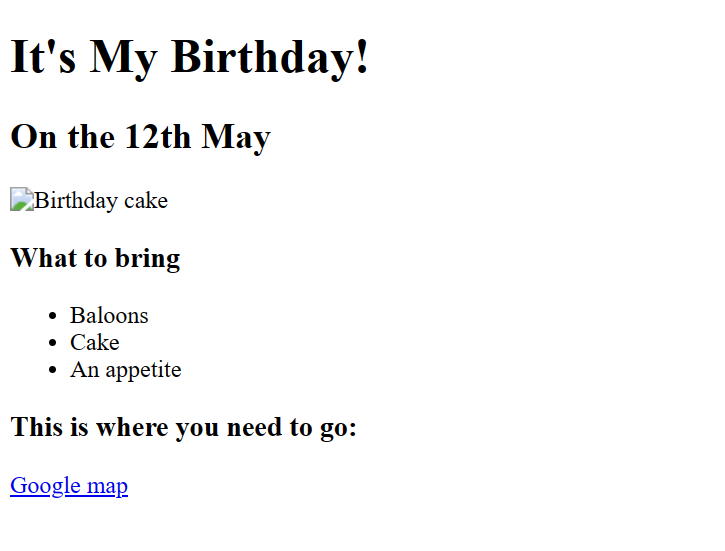 It's My Birthday!
On the 12th May
Birthday cake
What to bring
Baloons
Cake
An appetite
This is where you need to go:
Google map